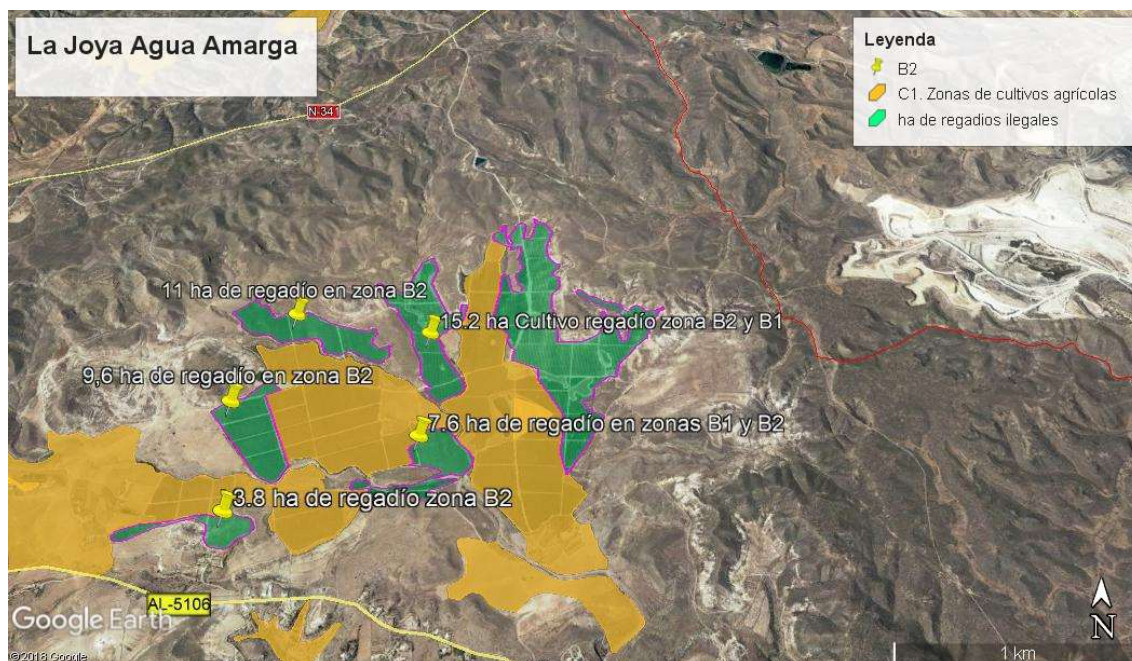 La Joya Agua Amarga
Leyenda
B2
C1. Zonas de cultivos agrícolas
ha de regadios ilegales
N-341
11 ha de regadío en zona B2
15.2 ha Cultivo regadío zona B2 y B1
9,6 ha de regadío en zona B2
7.6 ha de regadío en zonas B1 y B2
3.8 ha de regadío zona B2
AL-5106
Google Earth
©2018 Google
N
1 km